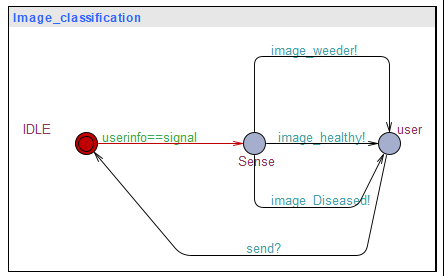 Image_classification
image_weeder!
IDLE
userinfo==signal
image_healthy!
user
Sense
image_Diseased!
send?